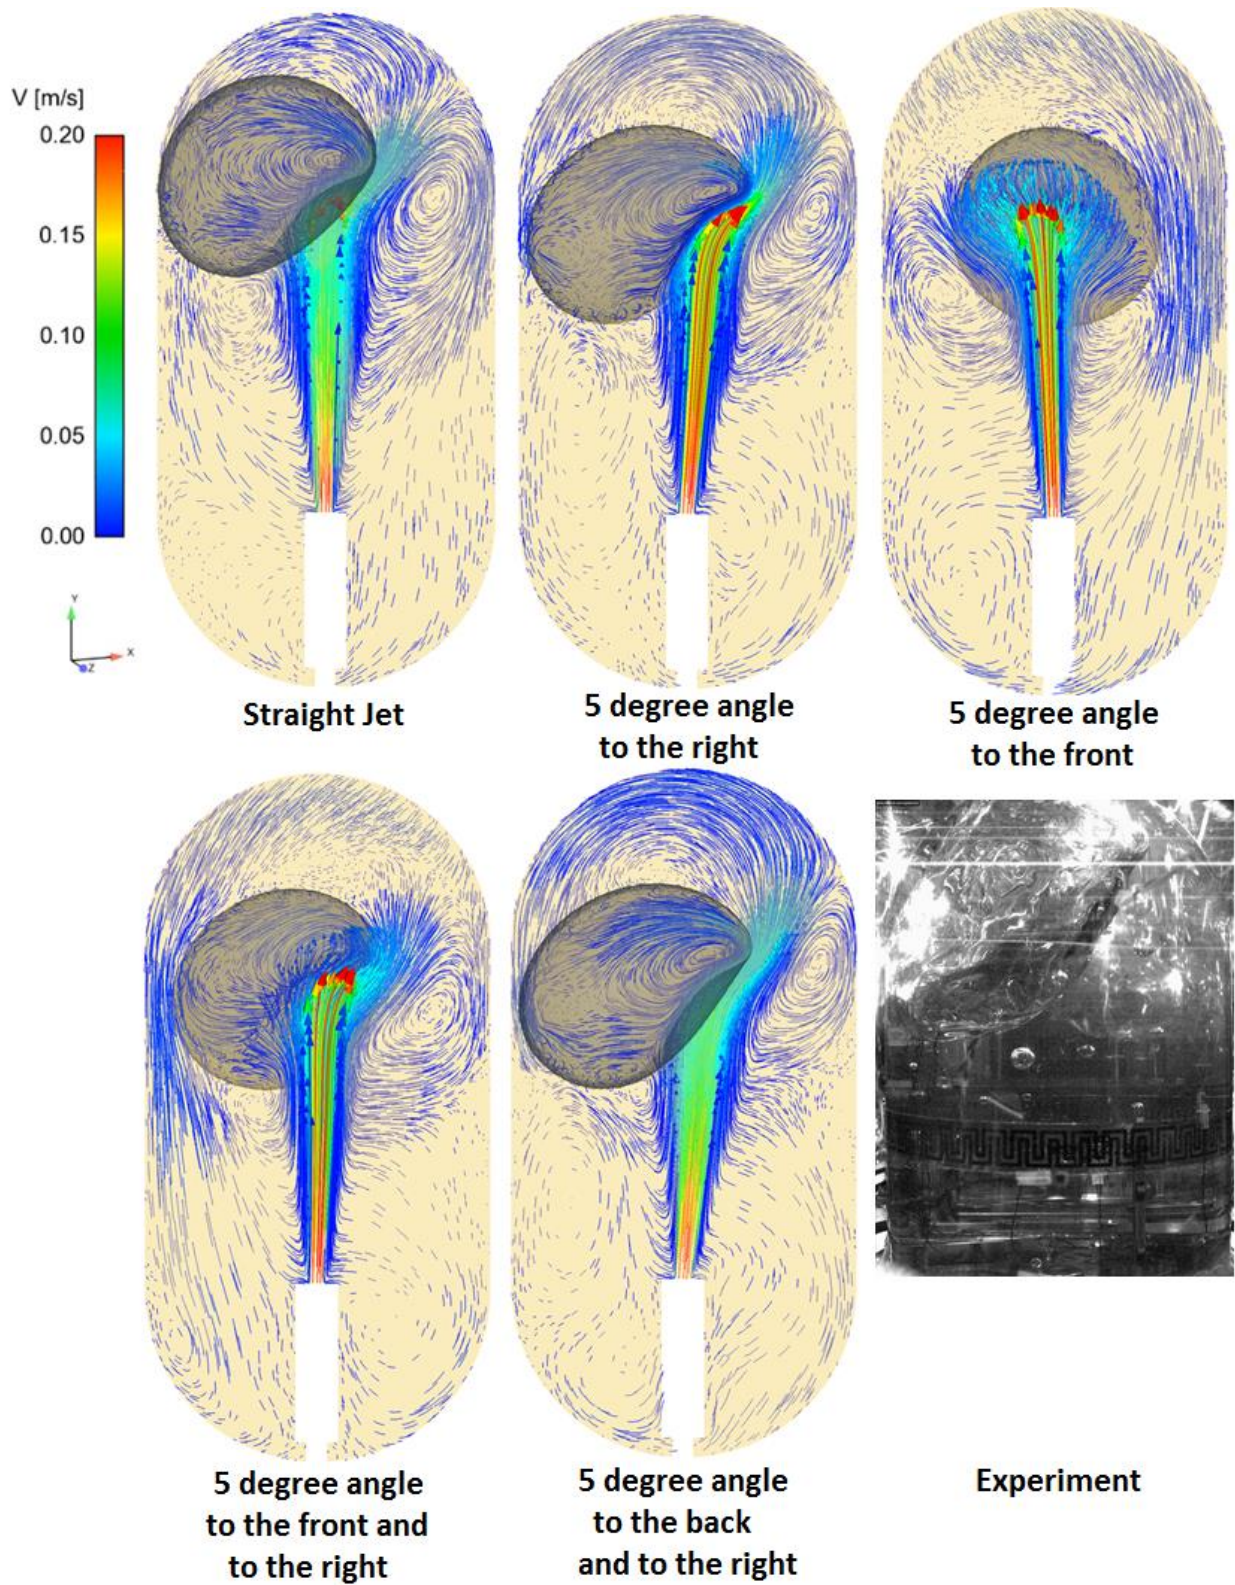 V [m/s]
0.20
0.15
0.10
0.05
0.00
Y
X
Z
Straight Jet
5 degree angle
to the right
5 degree angle
to the front
5 degree angle
to the front and
to the right
5 degree angle
to the back
and to the right
Experiment